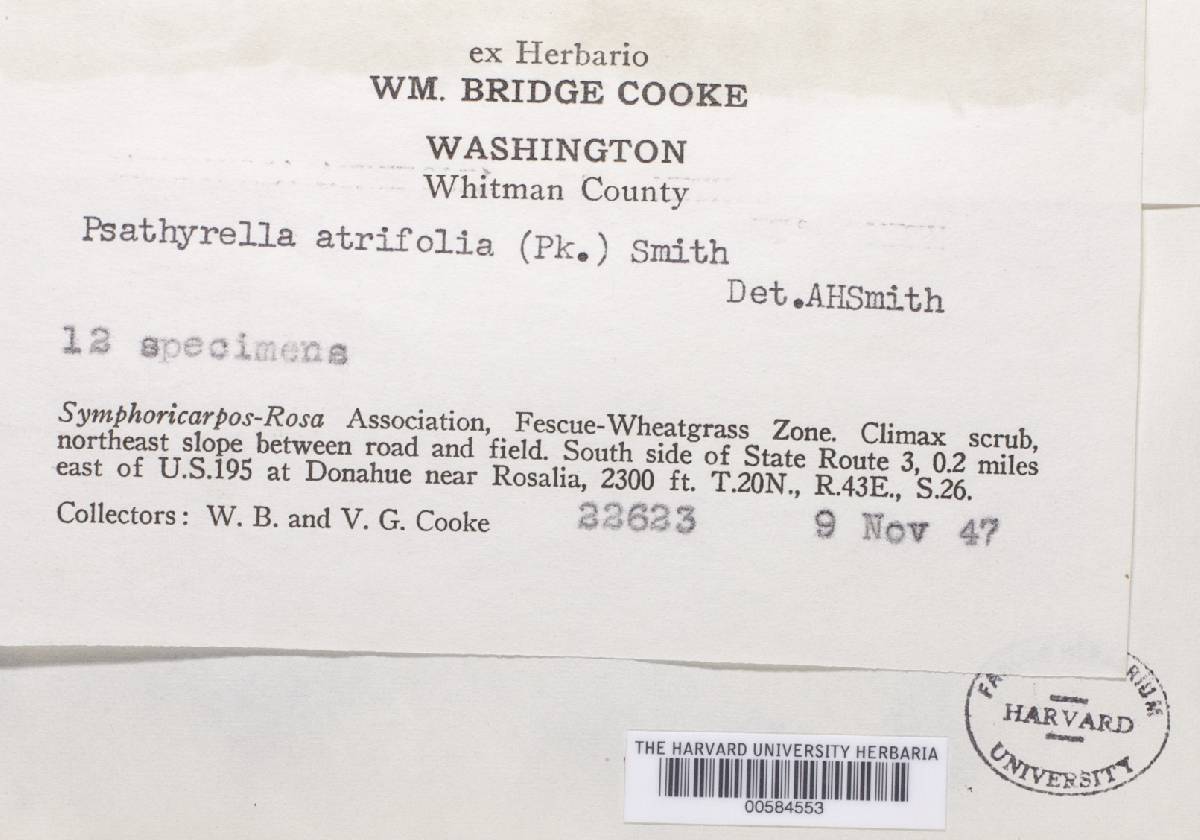 ex Herbario
WM. BRIDGE COOKE
WASHINGTON
Whitman County
Psathyrella atrifolia (Pk.) Smith
Det.AHSmith
12 specimens
Symphoricarpos-Rosa Association, Fescue-Wheatgrass Zone. Climax scrub,
northeast slope between road and field. South side of State Route 3, 0.2 miles
east of U.S.195 at Donahue near Rosalia, 2300 ft. T.20N., R.43E., S.26.
Collectors: W. B. and V. G. Cooke 22623 9 Nov 47
HARVARD
UNIVERSITY
THE HARVARD UNIVERSITY HERBARIA
00584553